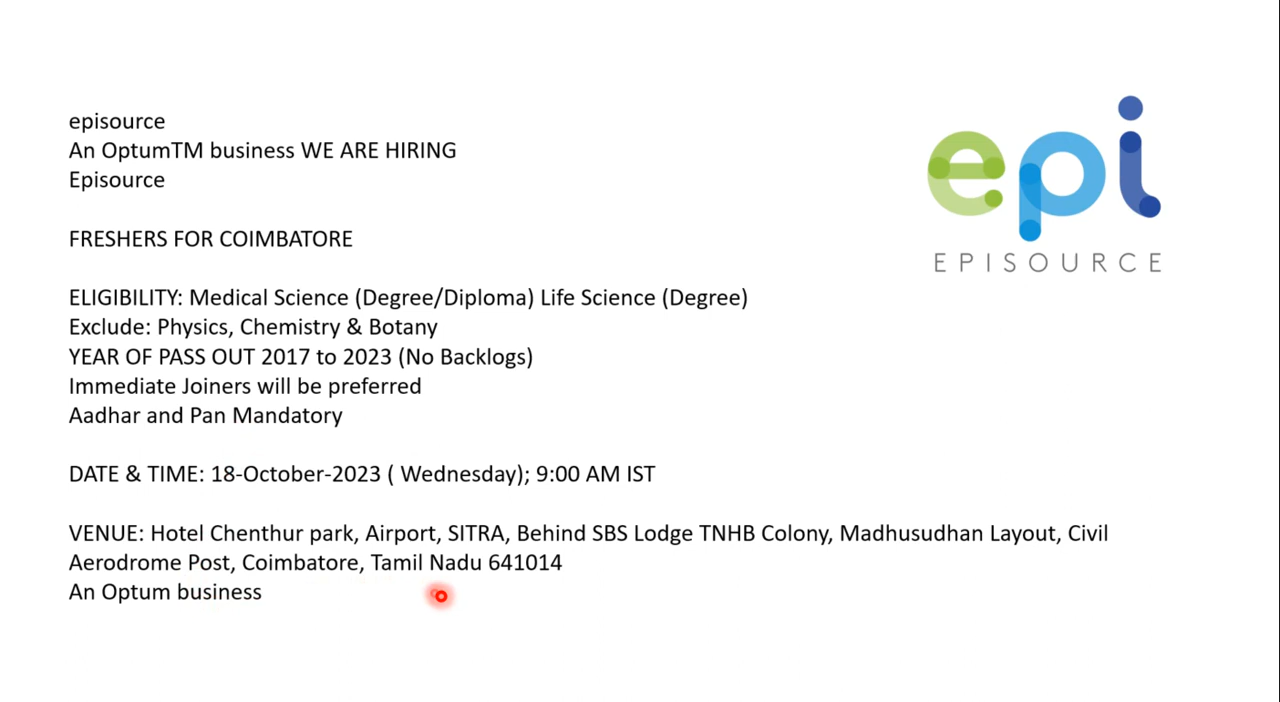 episource
An OptumTM business WE ARE HIRING
Episource
FRESHERS FOR COIMBATORE
ELIGIBILITY: Medical Science (Degree/Diploma) Life Science (Degree)
Exclude: Physics, Chemistry & Botany
YEAR OF PASS OUT 2017 to 2023 (No Backlogs)
Immediate Joiners will be preferred
Aadhar and Pan Mandatory
DATE & TIME: 18-October-2023 ( Wednesday); 9:00 AM IST
VENUE: Hotel Chenthur park, Airport, SITRA, Behind SBS Lodge TNHB Colony, Madhusudhan Layout, Civil
Aerodrome Post, Coimbatore, Tamil Nadu 641014
An Optum business
epi
EPISOURCE